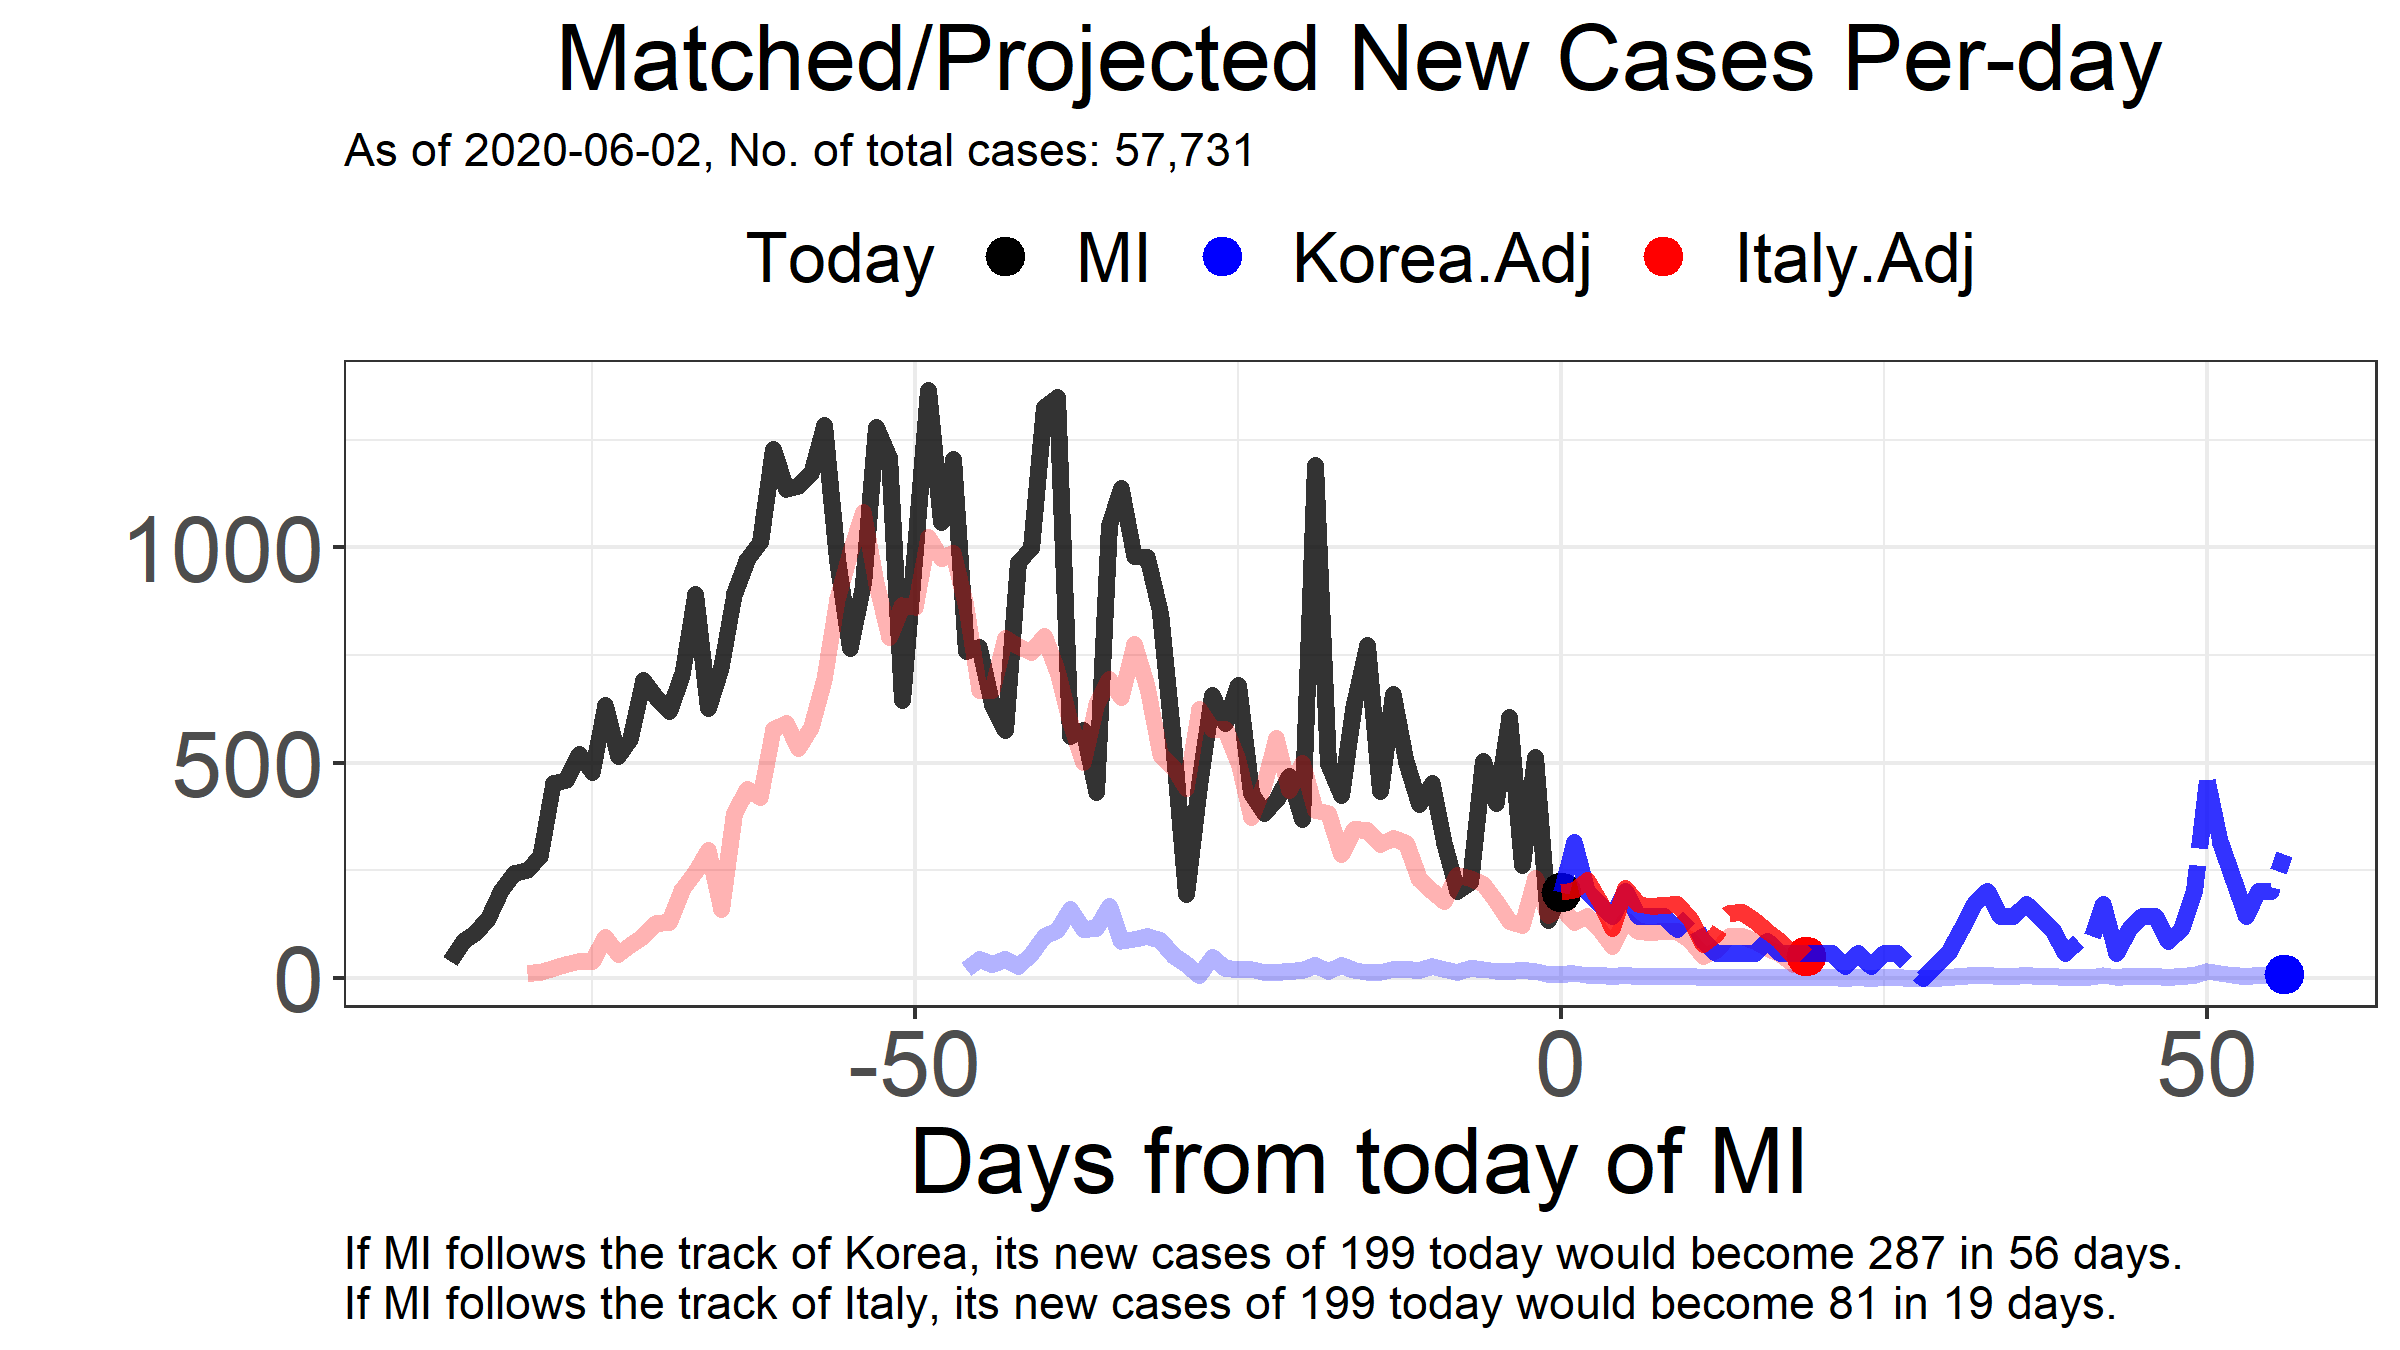 Matched/Projected New Cases Per-day
As of 2020-06-02, No. of total cases: 57,731
Today MI Korea.Adj Italy.Adj
1000
500
0
-50 0 50
Days from today of MI
If MI follows the track of Korea, its new cases of 199 today would become 287 in 56 days.
If MI follows the track of Italy, its new cases of 199 today would become 81 in 19 days.